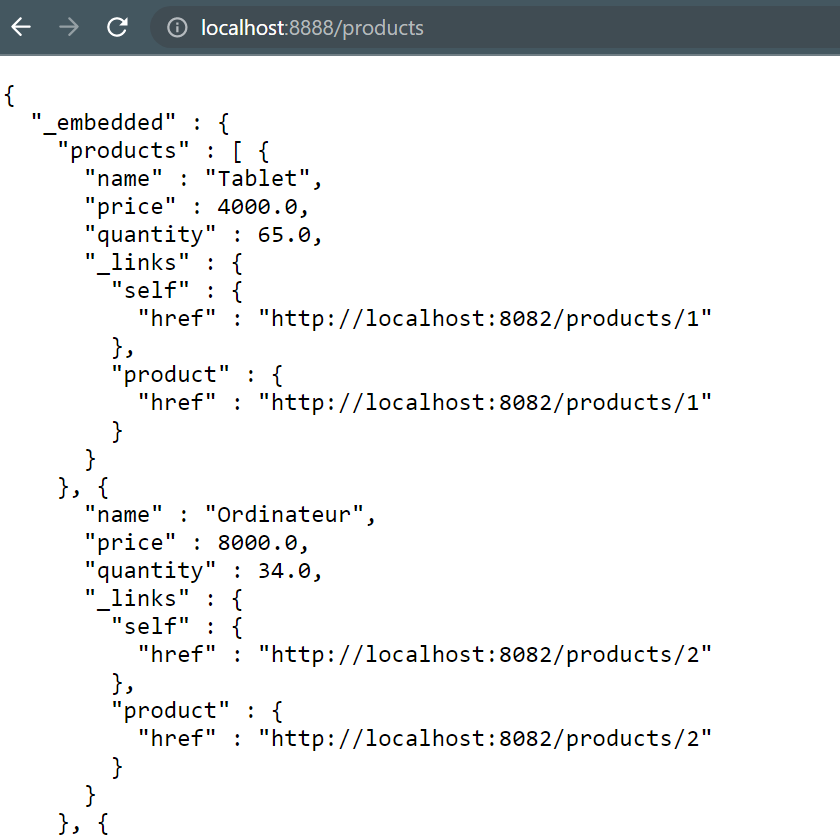 localhost:8888/products
{
  "_embedded" : {
    "products" : [ {
      "name" : "Tablet",
      "price" : 4000.0,
      "quantity" : 65.0,
      "_links" : {
        "self" : {
          "href" : "http://localhost:8082/products/1"
        },
        "product" : {
          "href" : "http://localhost:8082/products/1"
        }
      }
    }, {
      "name" : "Ordinateur",
      "price" : 8000.0,
      "quantity" : 34.0,
      "_links" : {
        "self" : {
          "href" : "http://localhost:8082/products/2"
        },
        "product" : {
          "href" : "http://localhost:8082/products/2"
        }
      }
    }, {